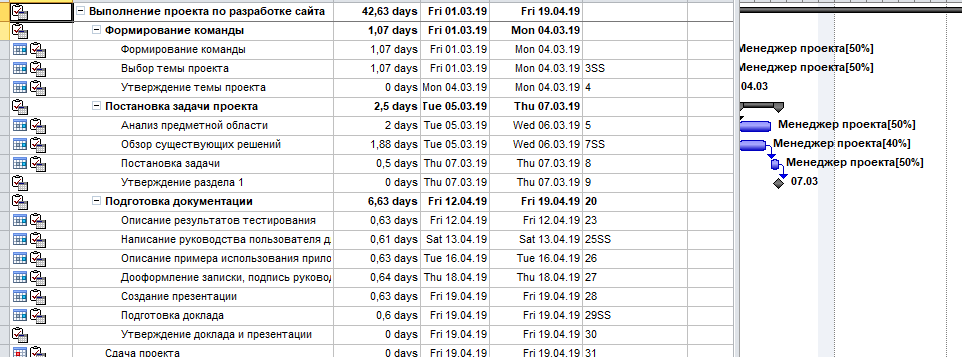 Выполнение проекта по разработке сайта 42,63 days Fri 01.03.19 Fri 19.04.19
Формирование команды 1,07 days Fri 01.03.19 Mon 04.03.19
Формирование команды 1,07 days Fri 01.03.19 Mon 04.03.19 Менеджер проекта[50%]
Выбор темы проекта 1,07 days Fri 01.03.19 Mon 04.03.19 3SS Менеджер проекта[50%]
Утверждение темы проекта 0 days Mon 04.03.19 Mon 04.03.19 4 04.03
Постановка задачи проекта 2,5 days Tue 05.03.19 Thu 07.03.19
Анализ предметной области 2 days Tue 05.03.19 Wed 06.03.19 5 Менеджер проекта[50%]
Обзор существующих решений 1,88 days Tue 05.03.19 Wed 06.03.19 7SS Менеджер проекта[40%]
Постановка задачи 0,5 days Thu 07.03.19 Thu 07.03.19 8 Менеджер проекта[50%]
Утверждение раздела 1 0 days Thu 07.03.19 Thu 07.03.19 9 07.03
Подготовка документации 6,63 days Fri 12.04.19 Fri 19.04.19 20
Описание результатов тестирования 0,63 days Fri 12.04.19 Fri 12.04.19 23
Написание руководства пользователя д 0,61 days Sat 13.04.19 Sat 13.04.19 25SS
Описание примера использования прило 0,63 days Tue 16.04.19 Tue 16.04.19 26
Дооформление записки, подпись руково 0,64 days Thu 18.04.19 Thu 18.04.19 27
Создание презентации 0,63 days Fri 19.04.19 Fri 19.04.19 28
Подготовка доклада 0,6 days Fri 19.04.19 Fri 19.04.19 29SS
Утверждение доклада и презентации 0 days Fri 19.04.19 Fri 19.04.19 30
Сдача проекта 0 days Fri 19.04.19 Fri 19.04.19 31